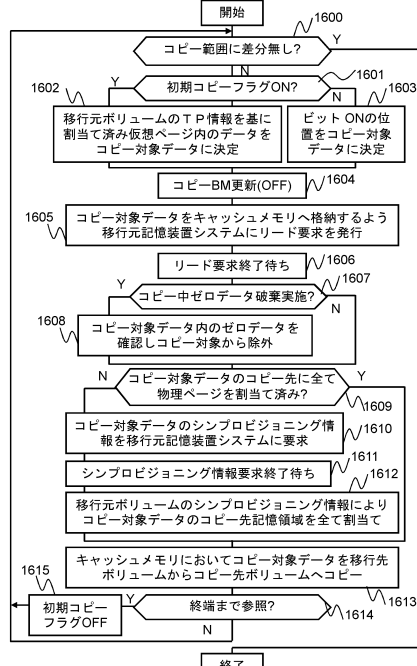 開始
1600
コピー範囲に差分無し?
Y
N
1601
初期コピーフラグON?
Y
N
1602
1603
移行元ボリュームのTP情報を基に
割当て済み仮想ページ内のデータを
コピー対象データに決定
ビットONの位
置をコピー対象
データに決定
1604
コピーBM更新(OFF)
1605
コピー対象データをキャッシュメモリへ格納するよう
移行元記憶装置システムにリード要求を発行
1606
リード要求終了待ち
1607
Y
コピー中ゼロデータ破棄実施?
N
1608
コピー対象データ内のゼロデータを
確認しコピー対象から除外
N
コピー対象データのコピー先に全て
物理ページを割当て済み?
Y
1609
コピー対象データのシンプロビジョニング情
報を移行元記憶装置システムに要求
1610
1611
シンプロビジョニング情報要求終了待ち
1612
移行元ボリュームのシンプロビジョニング情報により
コピー対象データのコピー先記憶領域を全て割当て
キャッシュメモリにおいてコピー対象データを移行先
ボリュームからコピー先ボリュームへコピー
1613
1615
初期コピー
フラグOFF
Y
終端まで参照?
1614
N
終了